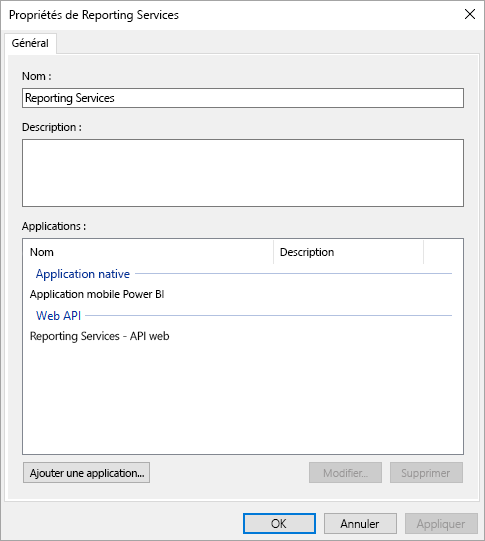 Propriétés de Reporting Services
Général
Nom :
Reporting Services
Description :
Applications :
Nom Description
Application native
Application mobile Power BI
Web API
Reporting Services - API web
Ajouter une application... Modifier... Supprimer
OK Annuler Appliquer